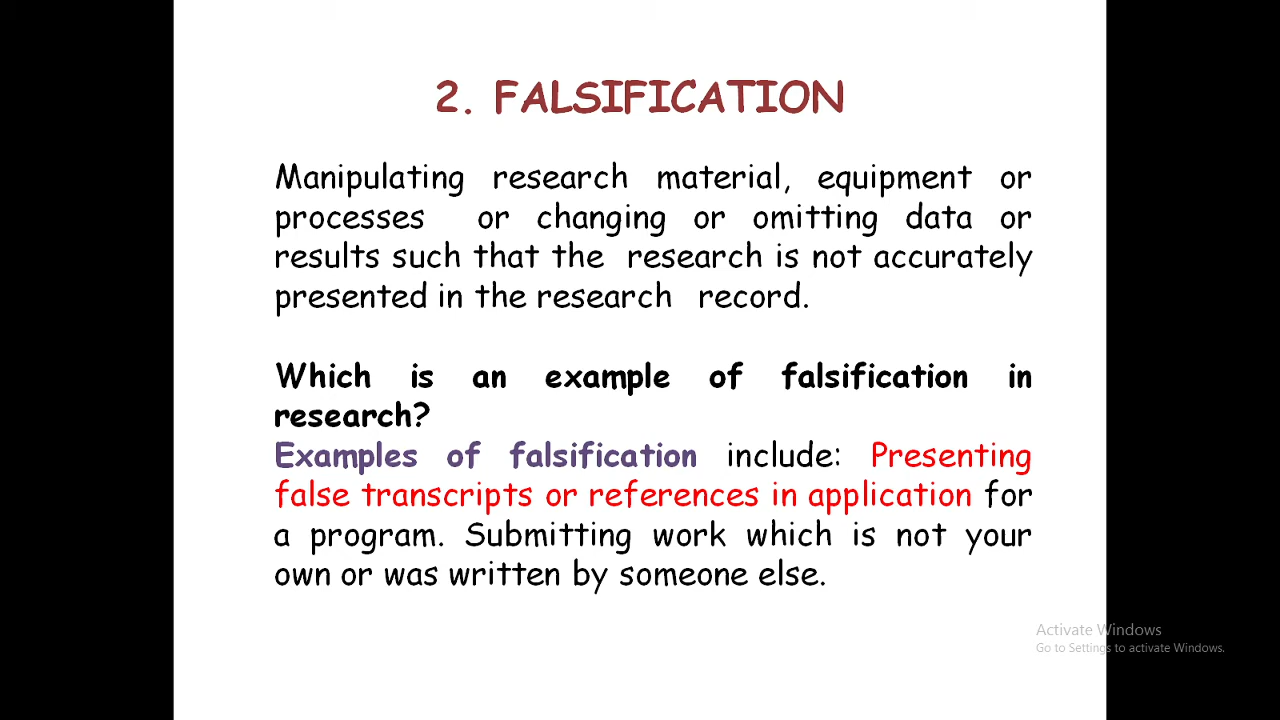 2. FALSIFICATION
Manipulating research material, equipment or
processes or changing or omitting data or
results such that the research is not accurately
presented in the research record.
Which is an example of falsification in
research?
Examples of falsification include: Presenting
false transcripts or references in application for
a program. Submitting work which is not your
own or was written by someone else.
Activate Windows
Go to Settings to activate Windows.